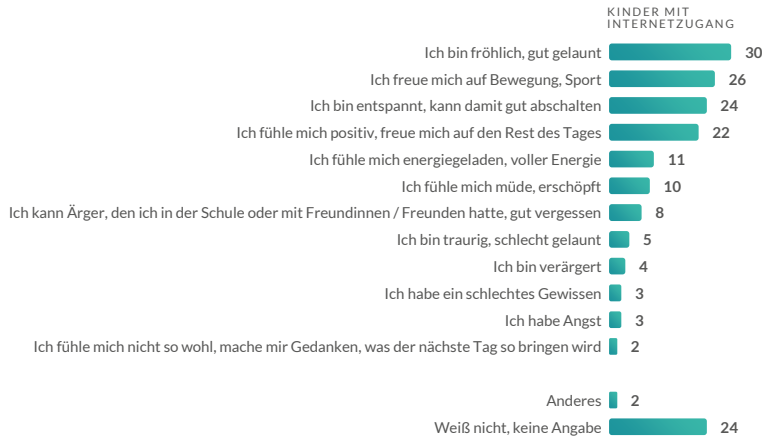 KINDER MIT
INTERNETZUGANG
Ich bin fröhlich, gut gelaunt 30
Ich freue mich auf Bewegung, Sport 26
Ich bin entspannt, kann damit gut abschalten 24
Ich fühle mich positiv, freue mich auf den Rest des Tages 22
Ich fühle mich energiegeladen, voller Energie 11
Ich fühle mich müde, erschöpft 10
Ich kann Ärger, den ich in der Schule oder mit Freundinnen / Freunden hatte, gut vergessen 8
Ich bin traurig, schlecht gelaunt 5
Ich bin verärgert 4
Ich habe ein schlechtes Gewissen 3
Ich habe Angst 3
Ich fühle mich nicht so wohl, mache mir Gedanken, was der nächste Tag so bringen wird 2
Anderes 2
Weiß nicht, keine Angabe 24